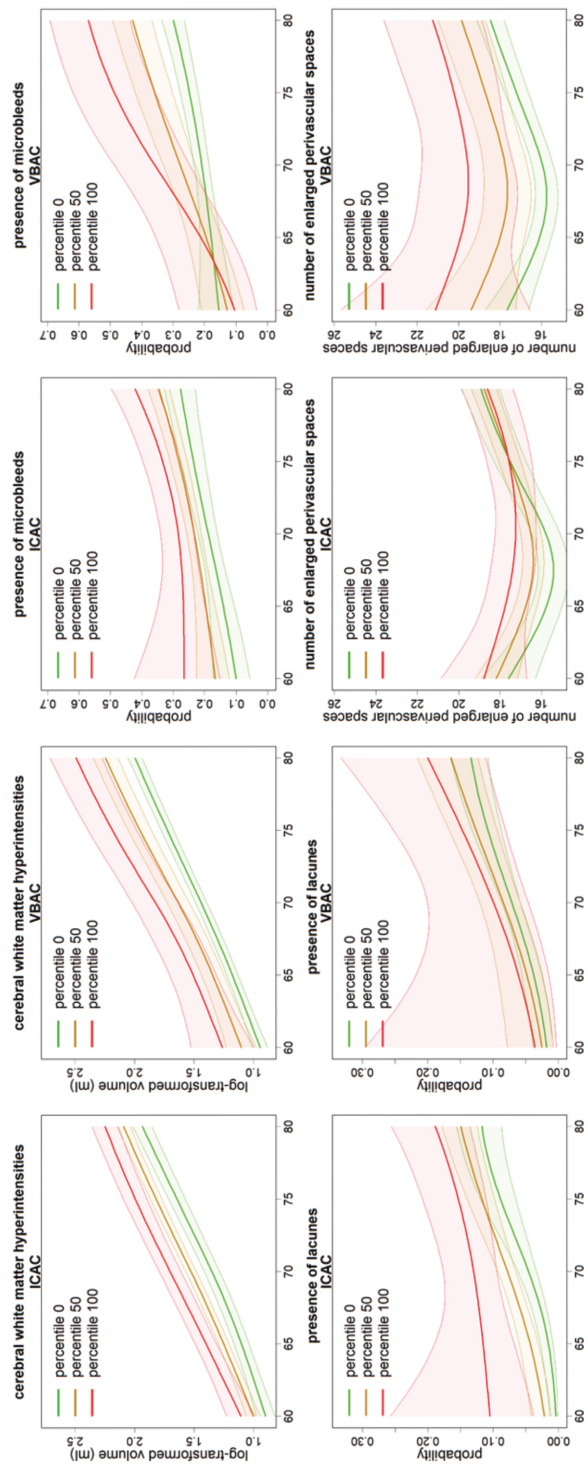 cerebral white matter hyperintensities
ICAC
log-transformed volume (ml)
2.5
2.0
1.5
1.0
percentile 0
percentile 50
percentile 100
60
65
70
75
80
cerebral white matter hyperintensities
VBAC
log-transformed volume (ml)
2.5
2.0
1.5
1.0
percentile 0
percentile 50
percentile 100
60
65
70
75
80
presence of microbleeds
ICAC
probability
0.7
0.6
0.5
0.4
0.3
0.2
0.1
0.0
percentile 0
percentile 50
percentile 100
60
65
70
75
80
presence of microbleeds
VBAC
probability
0.7
0.6
0.5
0.4
0.3
0.2
0.1
0.0
percentile 0
percentile 50
percentile 100
60
65
70
75
80
presence of lacunes
ICAC
probability
0.30
0.20
0.10
0.00
percentile 0
percentile 50
percentile 100
60
65
70
75
80
presence of lacunes
VBAC
probability
0.30
0.20
0.10
0.00
percentile 0
percentile 50
percentile 100
60
65
70
75
80
number of enlarged perivascular spaces
ICAC
number of enlarged perivascular spaces
26
24
22
20
18
16
percentile 0
percentile 50
percentile 100
60
65
70
75
80
number of enlarged perivascular spaces
VBAC
number of enlarged perivascular spaces
26
24
22
20
18
16
percentile 0
percentile 50
percentile 100
60
65
70
75
80